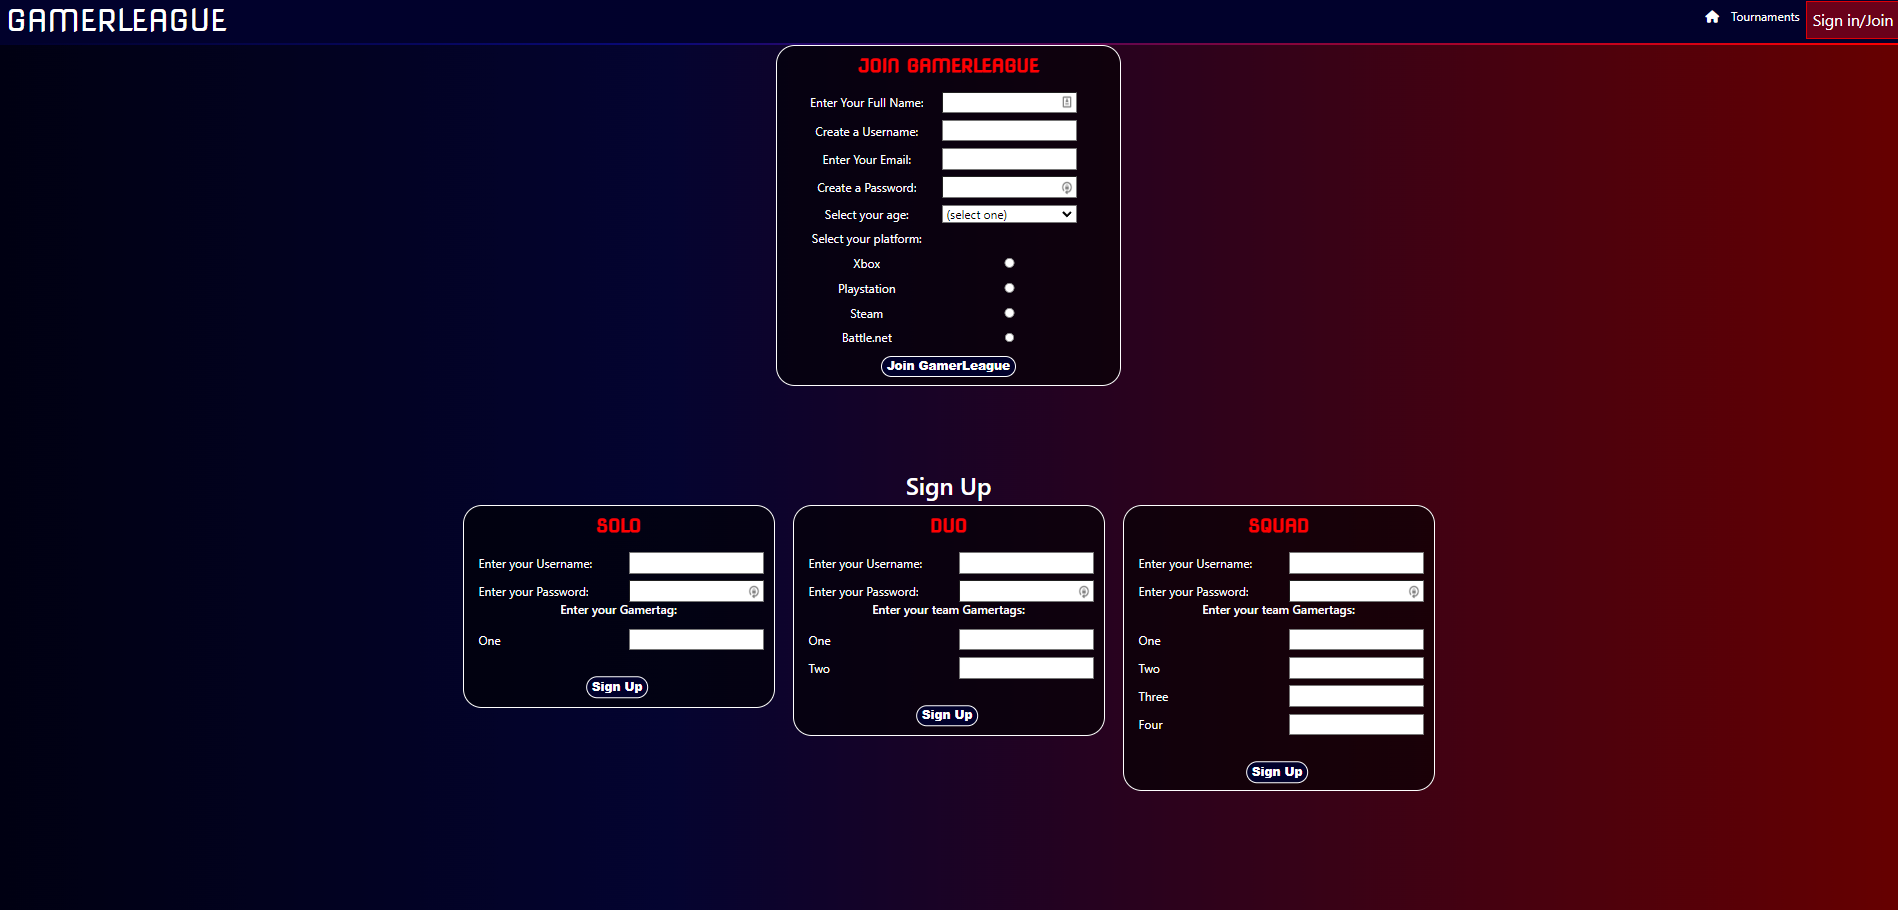 GAMERLEAGUE
Tournaments
Sign in/Join
JOIN GAMERLEAGUE
Enter Your Full Name:
Create a Username:
Enter Your Email:
Create a Password:
Select your age: (select one)
Select your platform:
Xbox
Playstation
Steam
Battle.net
Join GamerLeague
Sign Up
SOLO
Enter your Username:
Enter your Password:
Enter your Gamertag:
One
Sign Up
DUO
Enter your Username:
Enter your Password:
Enter your team Gamertags:
One
Two
Sign Up
SQUAD
Enter your Username:
Enter your Password:
Enter your team Gamertags:
One
Two
Three
Four
Sign Up